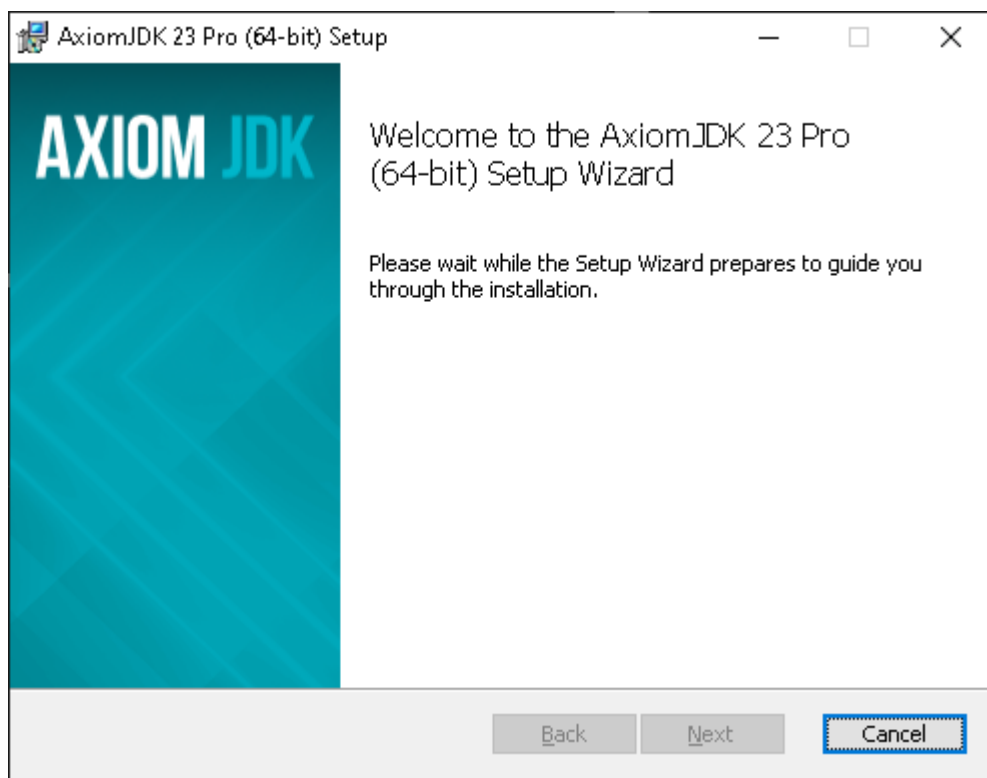 AxiomJDK 23 Pro (64-bit) Setup
AXIOM JDK
Welcome to the AxiomJDK 23 Pro
(64-bit) Setup Wizard
Please wait while the Setup Wizard prepares to guide you
through the installation.
Back Next Cancel